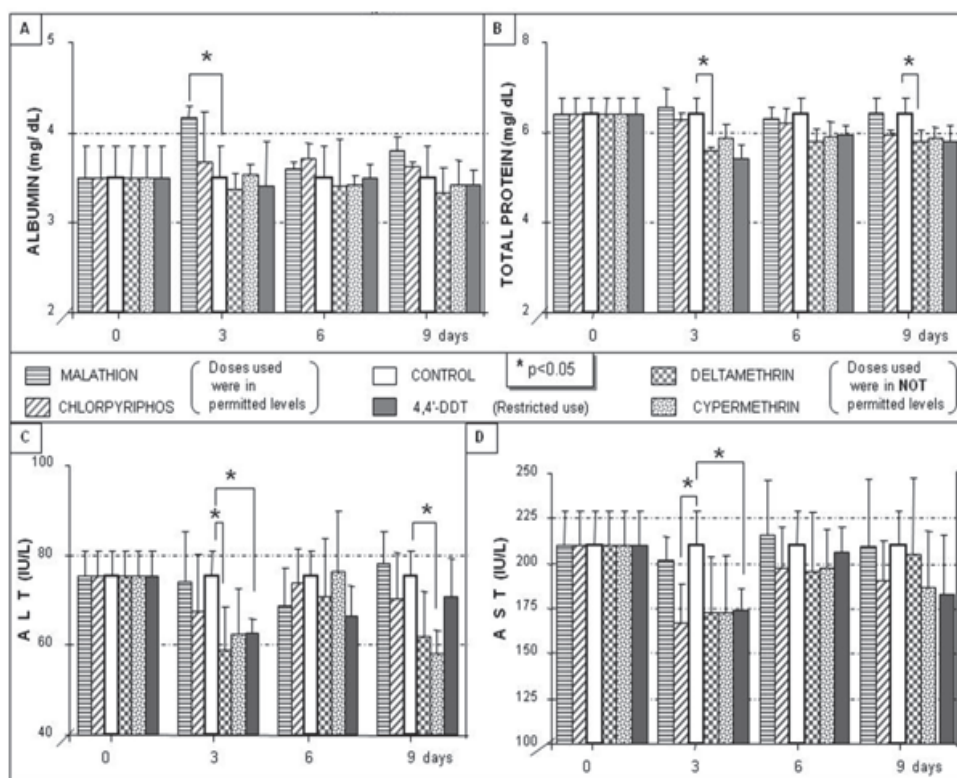 A
ALBUMIN (mg/ dL)
5
4
3
2
*
0 3 6 9 days
B
TOTAL PROTEIN (mg/ dL)
8
6
4
2
*
*
0 3 6 9 days
MALATHION
CHLORPYRIPHOS
Doses used
were in
permitted levels
CONTROL
4,4'-DDT (Restricted use)
* p<0.05
DELTAMETHRIN
CYPERMETHRIN
Doses used
were in NOT
permitted levels
C
A L T (IU/L)
100
80
60
40
*
*
*
0 3 6 9 days
D
A S T (IU/L)
250
225
200
175
150
125
100
*
*
0 3 6 9 days